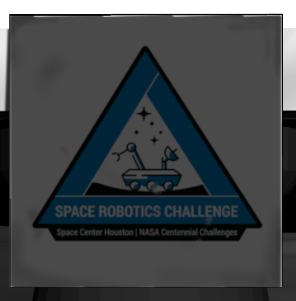 SPACE ROBOTICS CHALLENGE
Space Center Houston | NASA Centennial Challenges